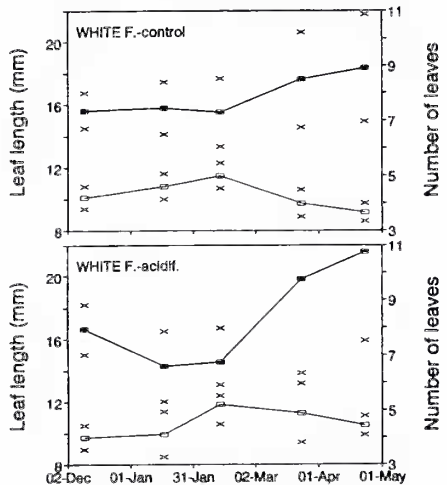 WHITE F.-control
Leaf length (mm)
20
16
12
8
11
9
7
5
3
Number of leaves
WHITE F.-acidif.
Leaf length (mm)
20
16
12
8
11
9
7
5
3
Number of leaves
02-Dec 01-Jan 31-Jan 02-Mar 01-Apr 01-May